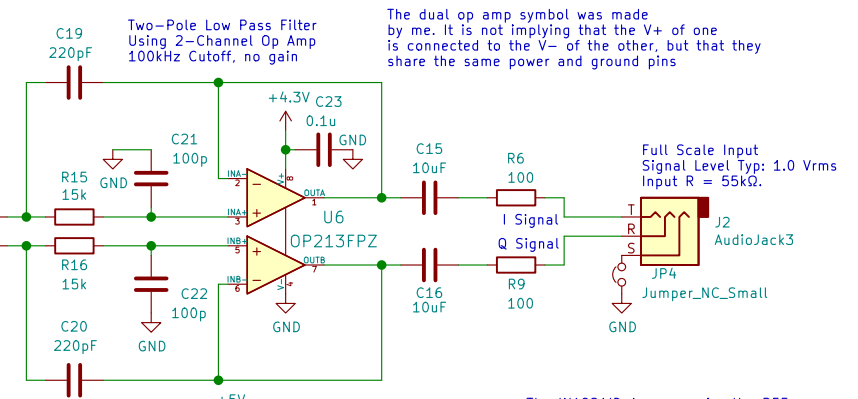 The dual op amp symbol was made
by me. It is not implying that the V+ of one
is connected to the V− of the other, but that they
share the same power and ground pins
Two-Pole Low Pass Filter
Using 2-Channel Op Amp
100kHz Cutoff, no gain
C19
220pF
+4.3V
C23
0.1u
GND
C21
100p
GND
R15
15k
INA−
2
INA+
3
V+
8
OUTA
1
U6
OP213FPZ
C15
10uF
R6
100
I Signal
Q Signal
Full Scale Input
Signal Level Typ: 1.0 Vrms
Input R = 55kΩ.
T
R
S
J2
AudioJack3
JP4
Jumper_NC_Small
GND
R16
15k
INB+
5
INB−
6
OUTB
7
V−
4
GND
C16
10uF
R9
100
C22
100p
GND
C20
220pF
+5V